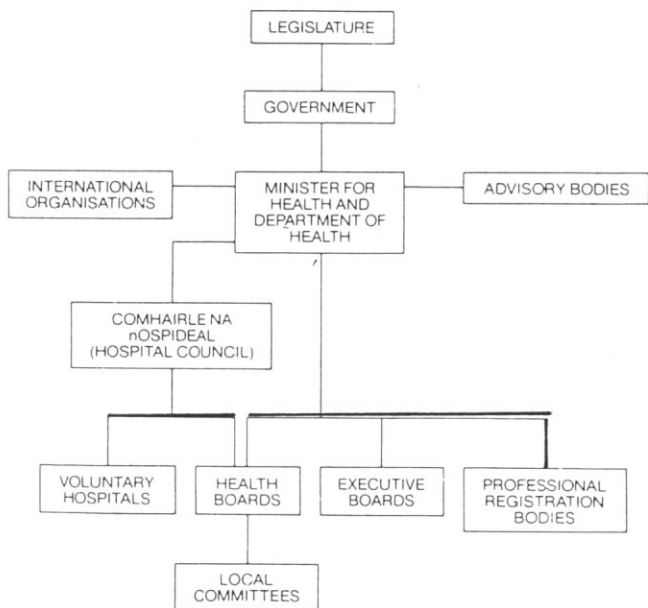 LEGISLATURE
GOVERNMENT
INTERNATIONAL
ORGANISATIONS
MINISTER FOR
HEALTH AND
DEPARTMENT OF
HEALTH
ADVISORY BODIES
COMHAIRLE NA
nOSPIDEAL
(HOSPITAL COUNCIL)
VOLUNTARY
HOSPITALS
HEALTH
BOARDS
EXECUTIVE
BOARDS
PROFESSIONAL
REGISTRATION
BODIES
LOCAL
COMMITTEES